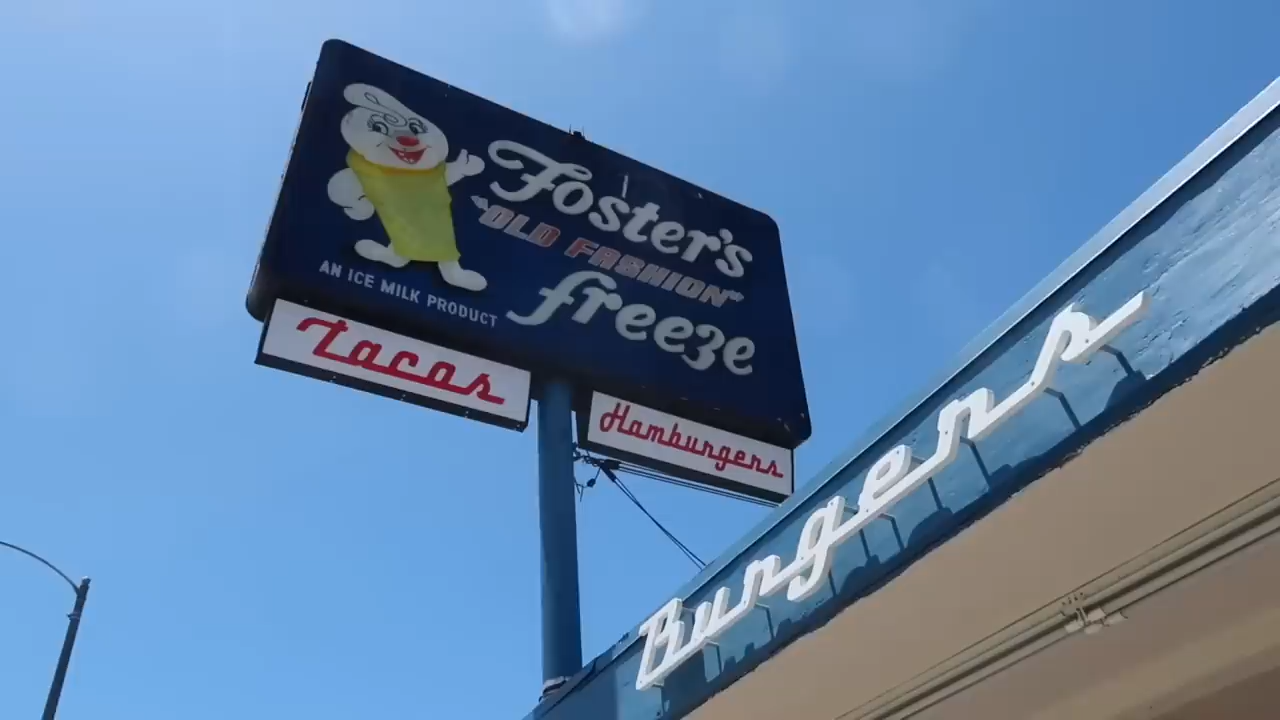 Foster's
"OLD FASHION"
freeze
AN ICE MILK PRODUCT
Tacos
Hamburgers
Burgers